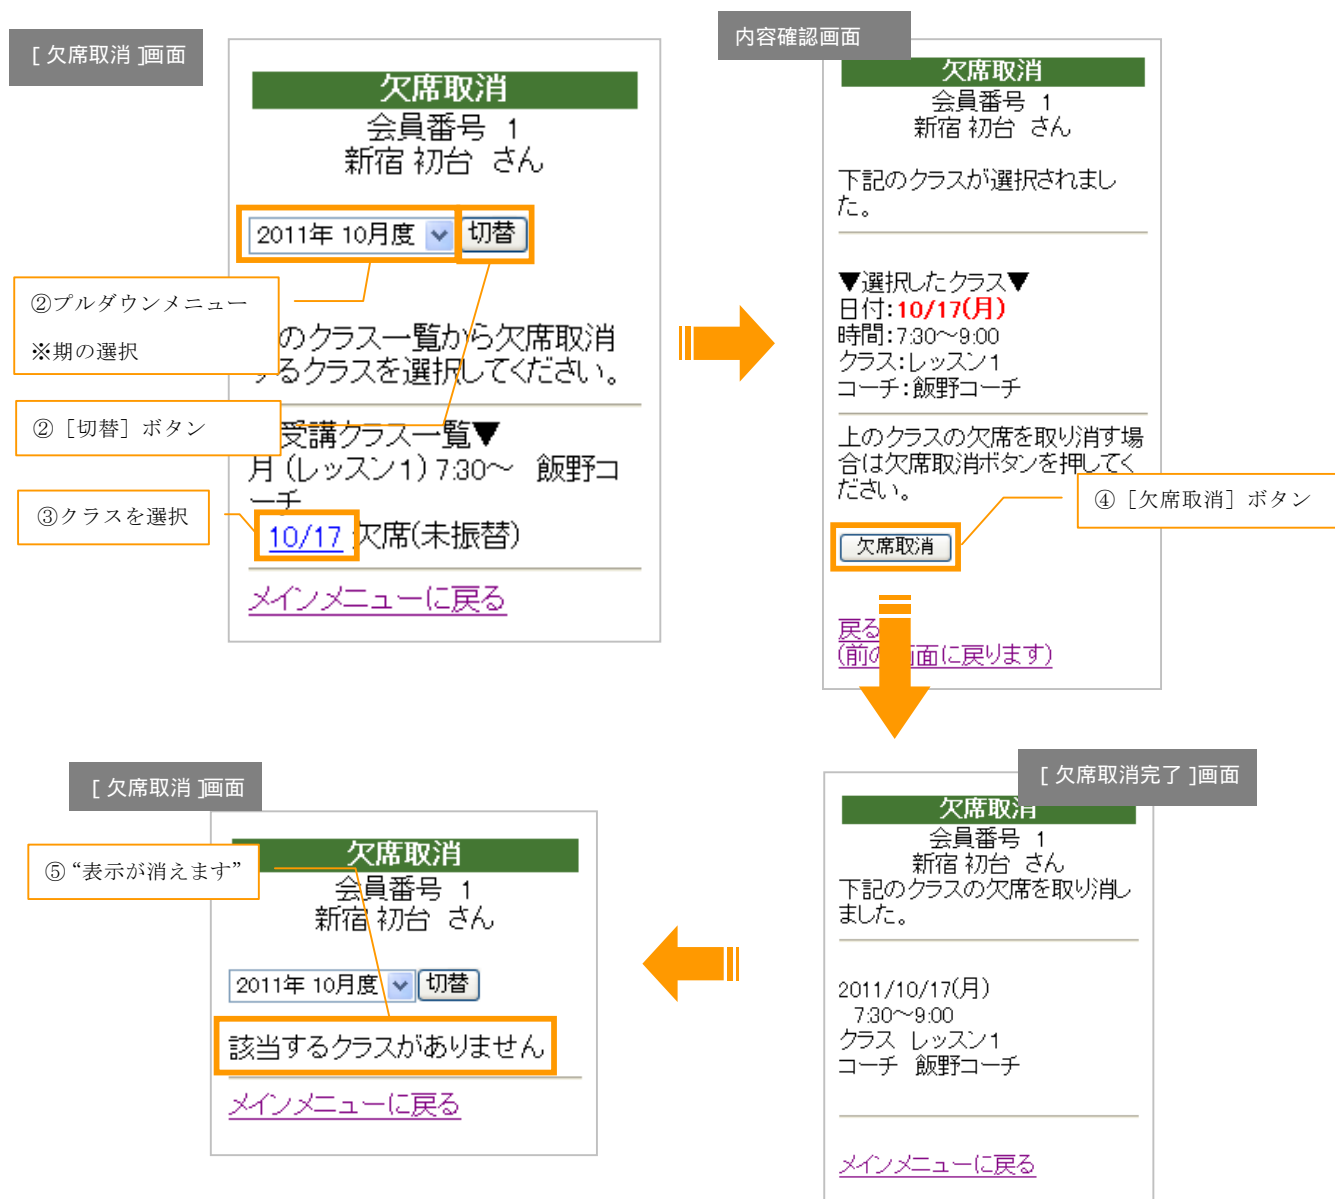 [ 欠席取消 ]画面
欠席取消
会員番号 1
新宿 初台 さん
2011年 10月度 切替
②プルダウンメニュー
※期の選択
のクラス一覧から欠席取消
するクラスを選択してください。
②［切替］ボタン
受講クラス一覧▼
月 (レッスン1) 7:30～ 飯野コ
ーチ
③クラスを選択
10/17 欠席(未振替)
メインメニューに戻る
内容確認画面
欠席取消
会員番号 1
新宿 初台 さん
下記のクラスが選択されまし
た。
▼選択したクラス▼
日付:10/17(月)
時間:7:30～9:00
クラス:レッスン1
コーチ:飯野コーチ
上のクラスの欠席を取り消す場
合は欠席取消ボタンを押してく
ださい。
④［欠席取消］ボタン
欠席取消
戻る
(前の画面に戻ります)
[ 欠席取消完了 ]画面
欠席取消
会員番号 1
新宿 初台 さん
下記のクラスの欠席を取り消し
ました。
2011/10/17(月)
7:30～9:00
クラス レッスン1
コーチ 飯野コーチ
メインメニューに戻る
[ 欠席取消 ]画面
欠席取消
⑤“表示が消えます”
会員番号 1
新宿 初台 さん
2011年 10月度 切替
該当するクラスがありません
メインメニューに戻る